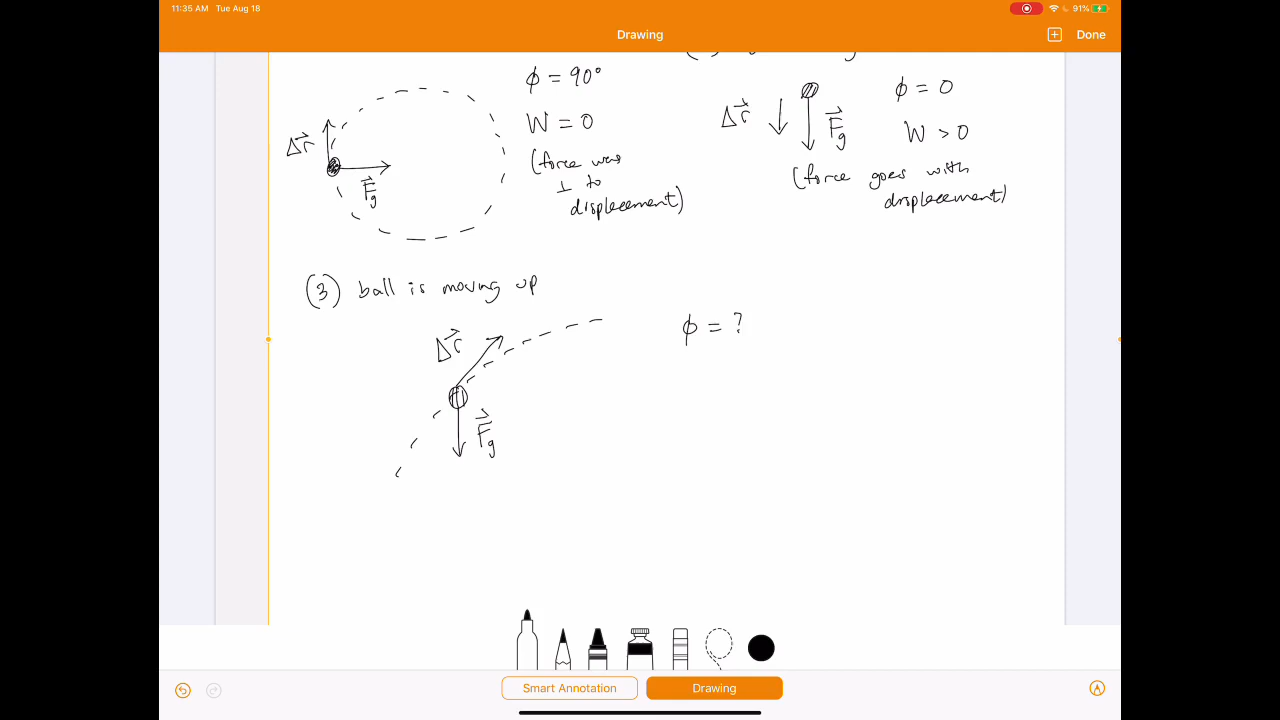 11:35 AM Tue Aug 18
91%
Drawing
Done
ϕ = 90°
W = 0
(force was
⊥ to
displacement)
Δr⃗
F⃗g
Δr⃗
F⃗g
ϕ = 0
W > 0
(force goes with
displacement)
(3) ball is moving up
Δr⃗
F⃗g
ϕ = ?
Smart Annotation
Drawing